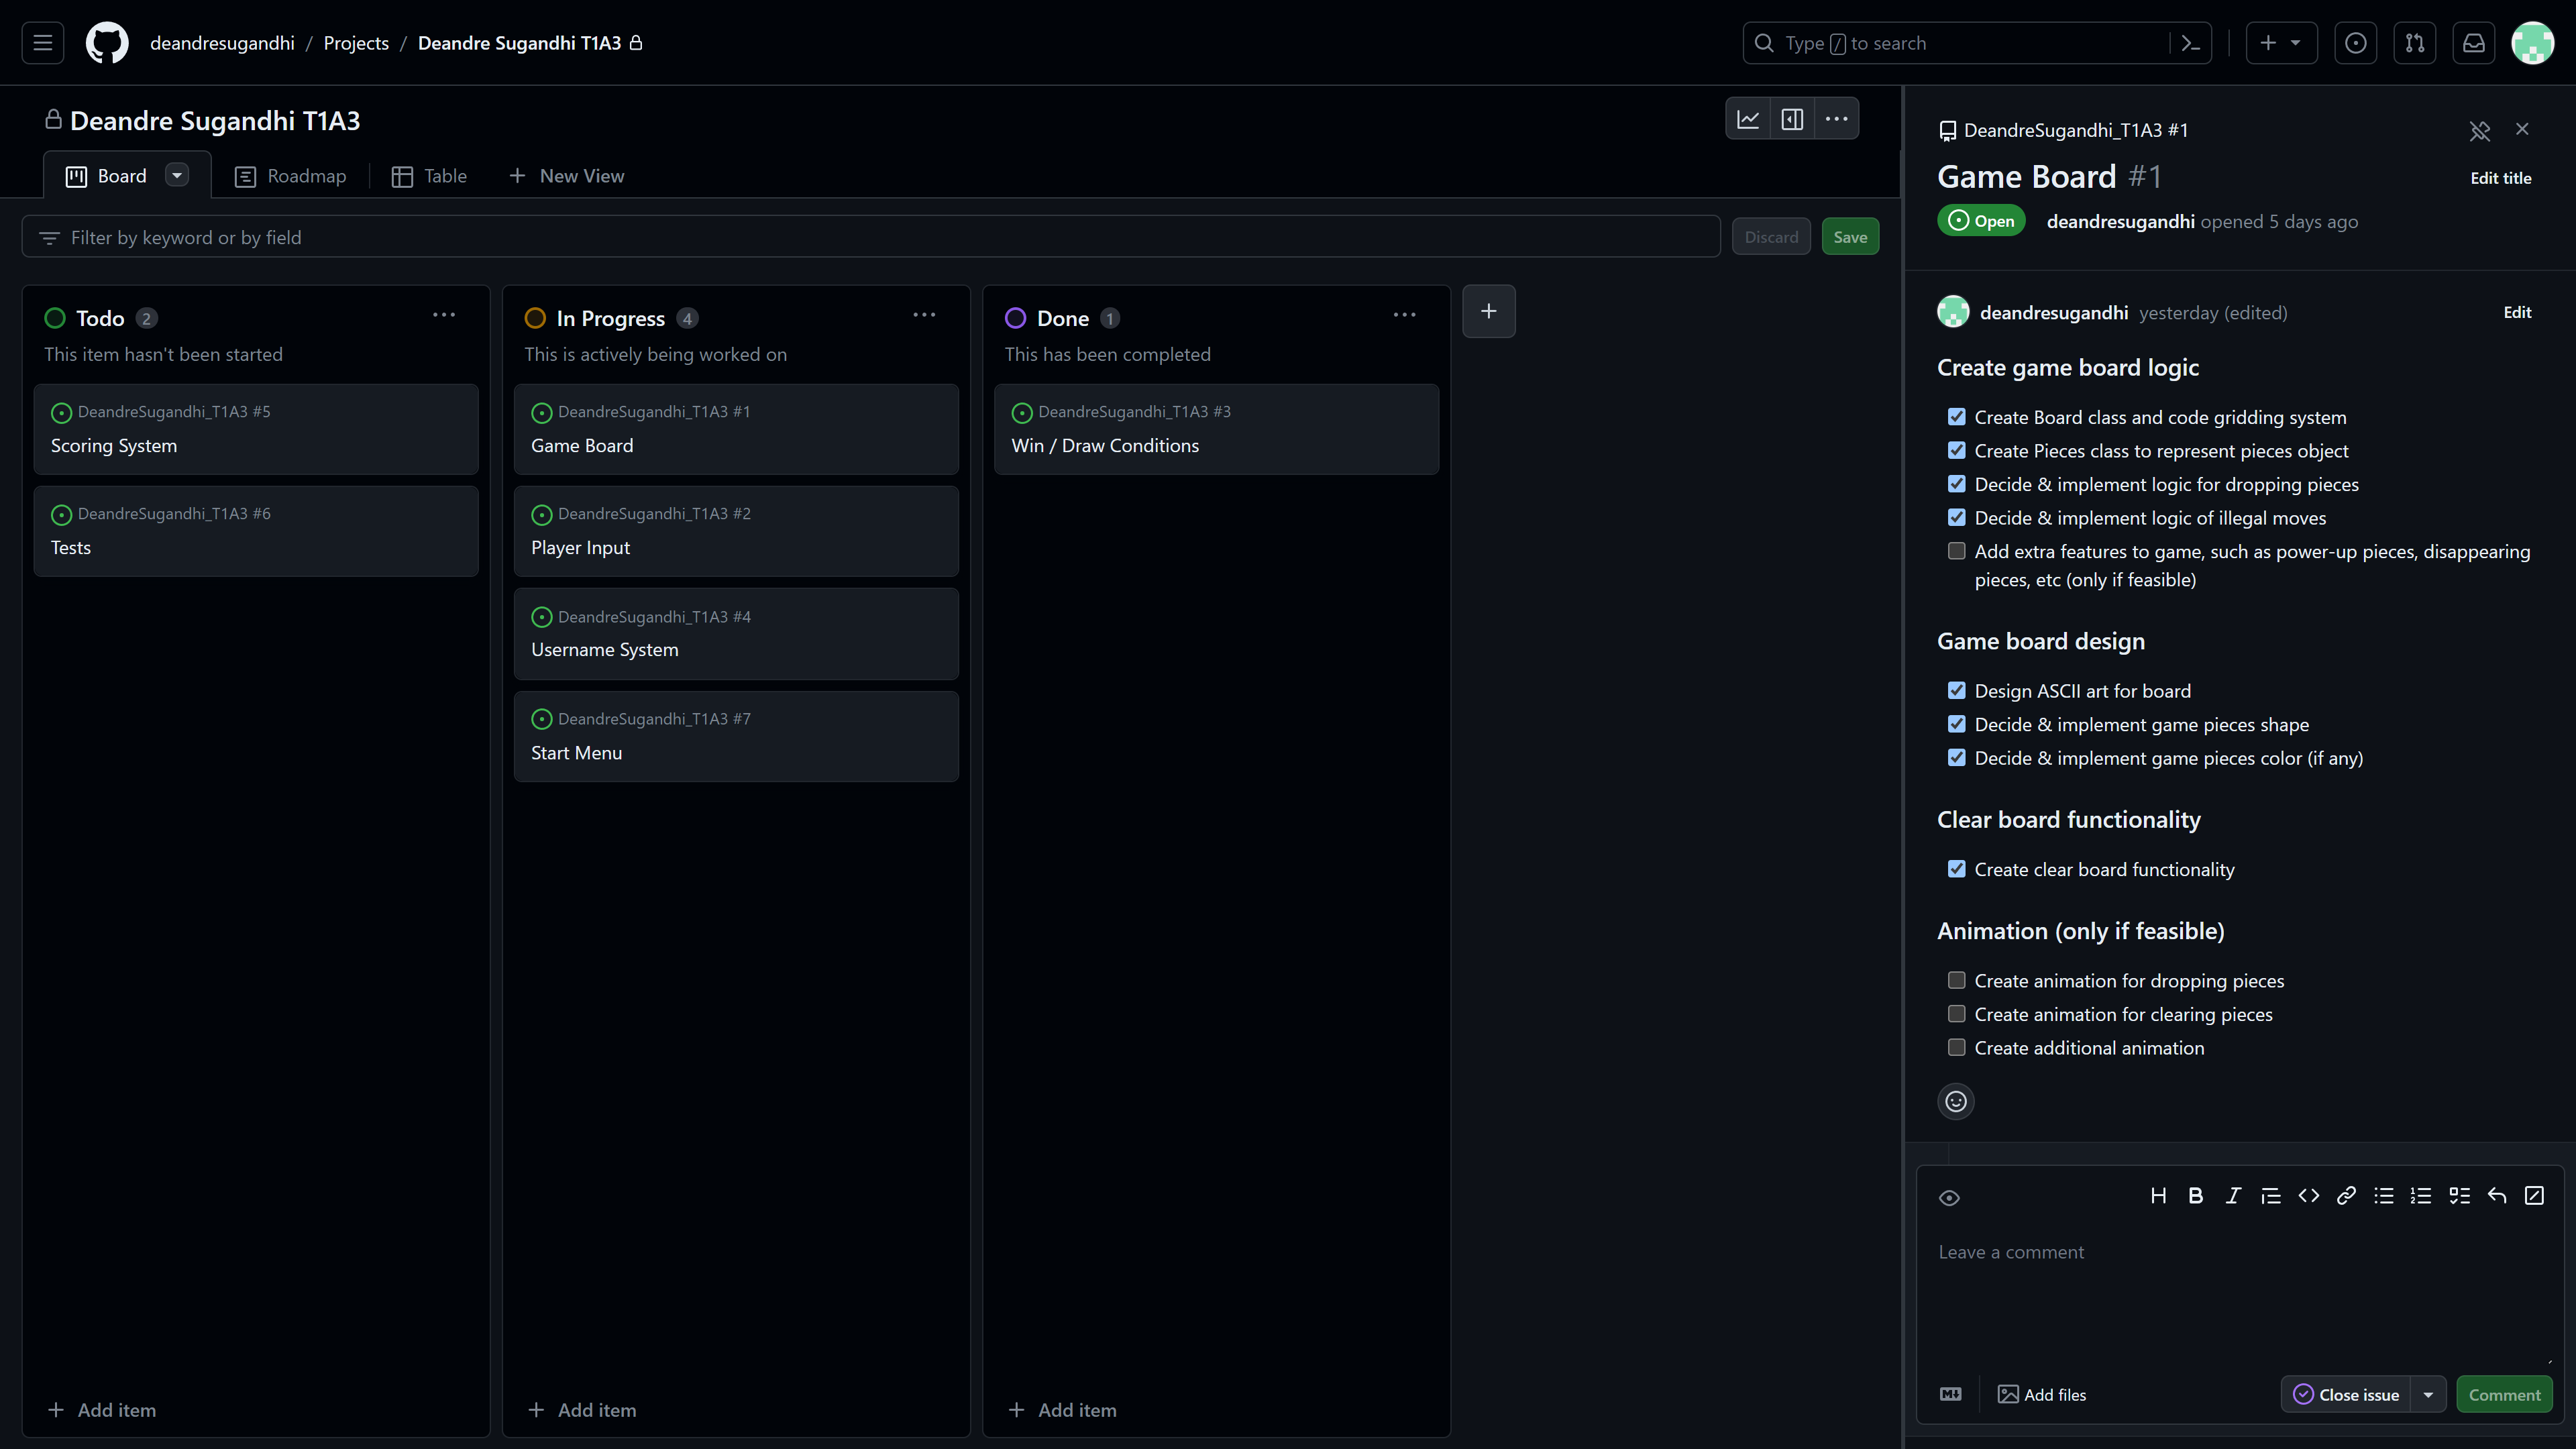 deandresugandhi / Projects / Deandre Sugandhi T1A3
Type / to search
Deandre Sugandhi T1A3
Board
Roadmap
Table
New View
Filter by keyword or by field
Discard
Save
Todo 2
This item hasn't been started
DeandreSugandhi_T1A3 #5
Scoring System
DeandreSugandhi_T1A3 #6
Tests
Add item
In Progress 4
This is actively being worked on
DeandreSugandhi_T1A3 #1
Game Board
DeandreSugandhi_T1A3 #2
Player Input
DeandreSugandhi_T1A3 #4
Username System
DeandreSugandhi_T1A3 #7
Start Menu
Add item
Done 1
This has been completed
DeandreSugandhi_T1A3 #3
Win / Draw Conditions
Add item
DeandreSugandhi_T1A3 #1
Game Board #1
Edit title
Open
deandresugandhi opened 5 days ago
deandresugandhi yesterday (edited)
Edit
Create game board logic
Create Board class and code gridding system
Create Pieces class to represent pieces object
Decide & implement logic for dropping pieces
Decide & implement logic of illegal moves
Add extra features to game, such as power-up pieces, disappearing
pieces, etc (only if feasible)
Game board design
Design ASCII art for board
Decide & implement game pieces shape
Decide & implement game pieces color (if any)
Clear board functionality
Create clear board functionality
Animation (only if feasible)
Create animation for dropping pieces
Create animation for clearing pieces
Create additional animation
Leave a comment
Add files
Close issue
Comment